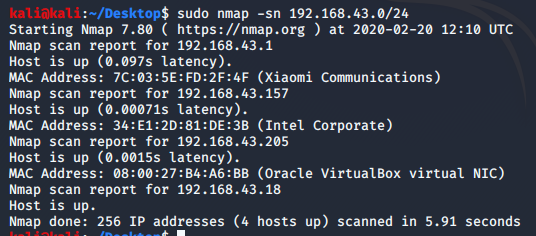 kali@kali:~/Desktop$ sudo nmap -sn 192.168.43.0/24
Starting Nmap 7.80 ( https://nmap.org ) at 2020-02-20 12:10 UTC
Nmap scan report for 192.168.43.1
Host is up (0.097s latency).
MAC Address: 7C:03:5E:FD:2F:4F (Xiaomi Communications)
Nmap scan report for 192.168.43.157
Host is up (0.00071s latency).
MAC Address: 34:E1:2D:81:DE:3B (Intel Corporate)
Nmap scan report for 192.168.43.205
Host is up (0.0015s latency).
MAC Address: 08:00:27:B4:A6:BB (Oracle VirtualBox virtual NIC)
Nmap scan report for 192.168.43.18
Host is up.
Nmap done: 256 IP addresses (4 hosts up) scanned in 5.91 seconds
kali@kali:~/Desktop$